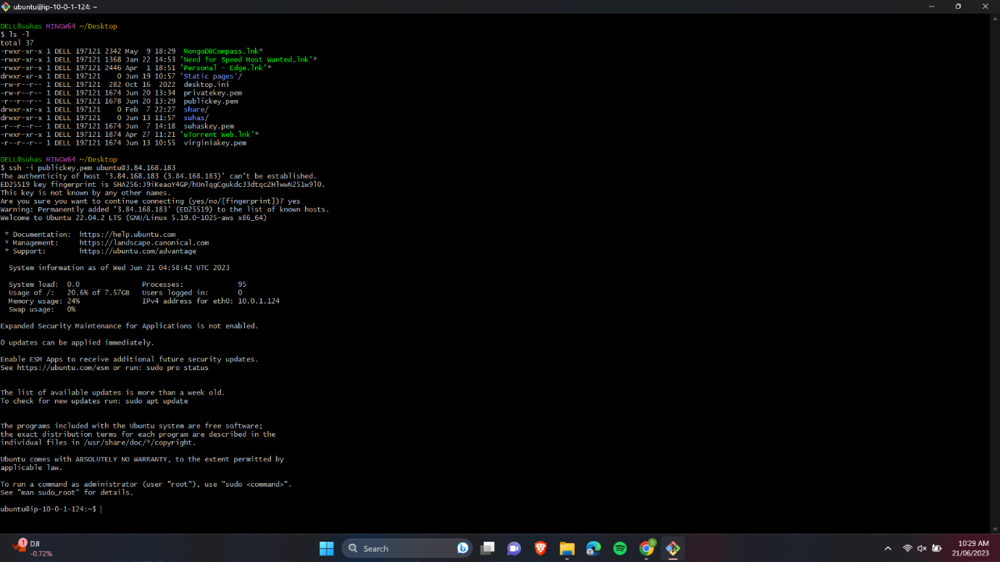 ubuntu@ip-10-0-1-124: ~
DELL@suhas MINGW64 ~/Desktop
$ ls -l
total 37
-rwxr-xr-x 1 DELL 197121 2342 May  9 18:29  MongoDBCompass.lnk*
-rwxr-xr-x 1 DELL 197121 1368 Jan 22 14:53 'Need for Speed Most Wanted.lnk'*
-rwxr-xr-x 1 DELL 197121 2446 Apr  1 18:51 'Personal - Edge.lnk'*
drwxr-xr-x 1 DELL 197121    0 Jun 19 10:57 'Static pages'/
-rw-r--r-- 1 DELL 197121  282 Oct 16  2022  desktop.ini
-rw-r--r-- 1 DELL 197121 1674 Jun 20 13:34  privatekey.pem
-r--r--r-- 1 DELL 197121 1678 Jun 20 13:29  publickey.pem
drwxr-xr-x 1 DELL 197121    0 Feb  7 22:27  share/
drwxr-xr-x 1 DELL 197121    0 Jun 13 11:57  suhas/
-r--r--r-- 1 DELL 197121 1674 Jun  7 14:18  suhaskey.pem
-rwxr-xr-x 1 DELL 197121 1874 Apr 27 11:21 'uTorrent Web.lnk'*
-r--r--r-- 1 DELL 197121 1674 Jun 13 10:55  virginiakey.pem
DELL@suhas MINGW64 ~/Desktop
$ ssh -i publickey.pem ubuntu@3.84.168.183
The authenticity of host '3.84.168.183 (3.84.168.183)' can't be established.
ED25519 key fingerprint is SHA256:J9iKeaoY4GP/hUnlqgCgukdc33dtqcZHlwwN251w9lO.
This key is not known by any other names.
Are you sure you want to continue connecting (yes/no/[fingerprint])? yes
Warning: Permanently added '3.84.168.183' (ED25519) to the list of known hosts.
Welcome to Ubuntu 22.04.2 LTS (GNU/Linux 5.19.0-1025-aws x86_64)
* Documentation:  https://help.ubuntu.com
* Management:     https://landscape.canonical.com
* Support:        https://ubuntu.com/advantage
System information as of Wed Jun 21 04:58:42 UTC 2023
System load:  0.0               Processes:             95
Usage of /:   20.6% of 7.57GB   Users logged in:       0
Memory usage: 24%               IPv4 address for eth0: 10.0.1.124
Swap usage:   0%
Expanded Security Maintenance for Applications is not enabled.
0 updates can be applied immediately.
Enable ESM Apps to receive additional future security updates.
See https://ubuntu.com/esm or run: sudo pro status
The list of available updates is more than a week old.
To check for new updates run: sudo apt update
The programs included with the Ubuntu system are free software;
the exact distribution terms for each program are described in the
individual files in /usr/share/doc/*/copyright.
Ubuntu comes with ABSOLUTELY NO WARRANTY, to the extent permitted by
applicable law.
To run a command as administrator (user "root"), use "sudo <command>".
See "man sudo_root" for details.
ubuntu@ip-10-0-1-124:~$
1
DJI
-0.72%
Search
S
10:29 AM
21/06/2023